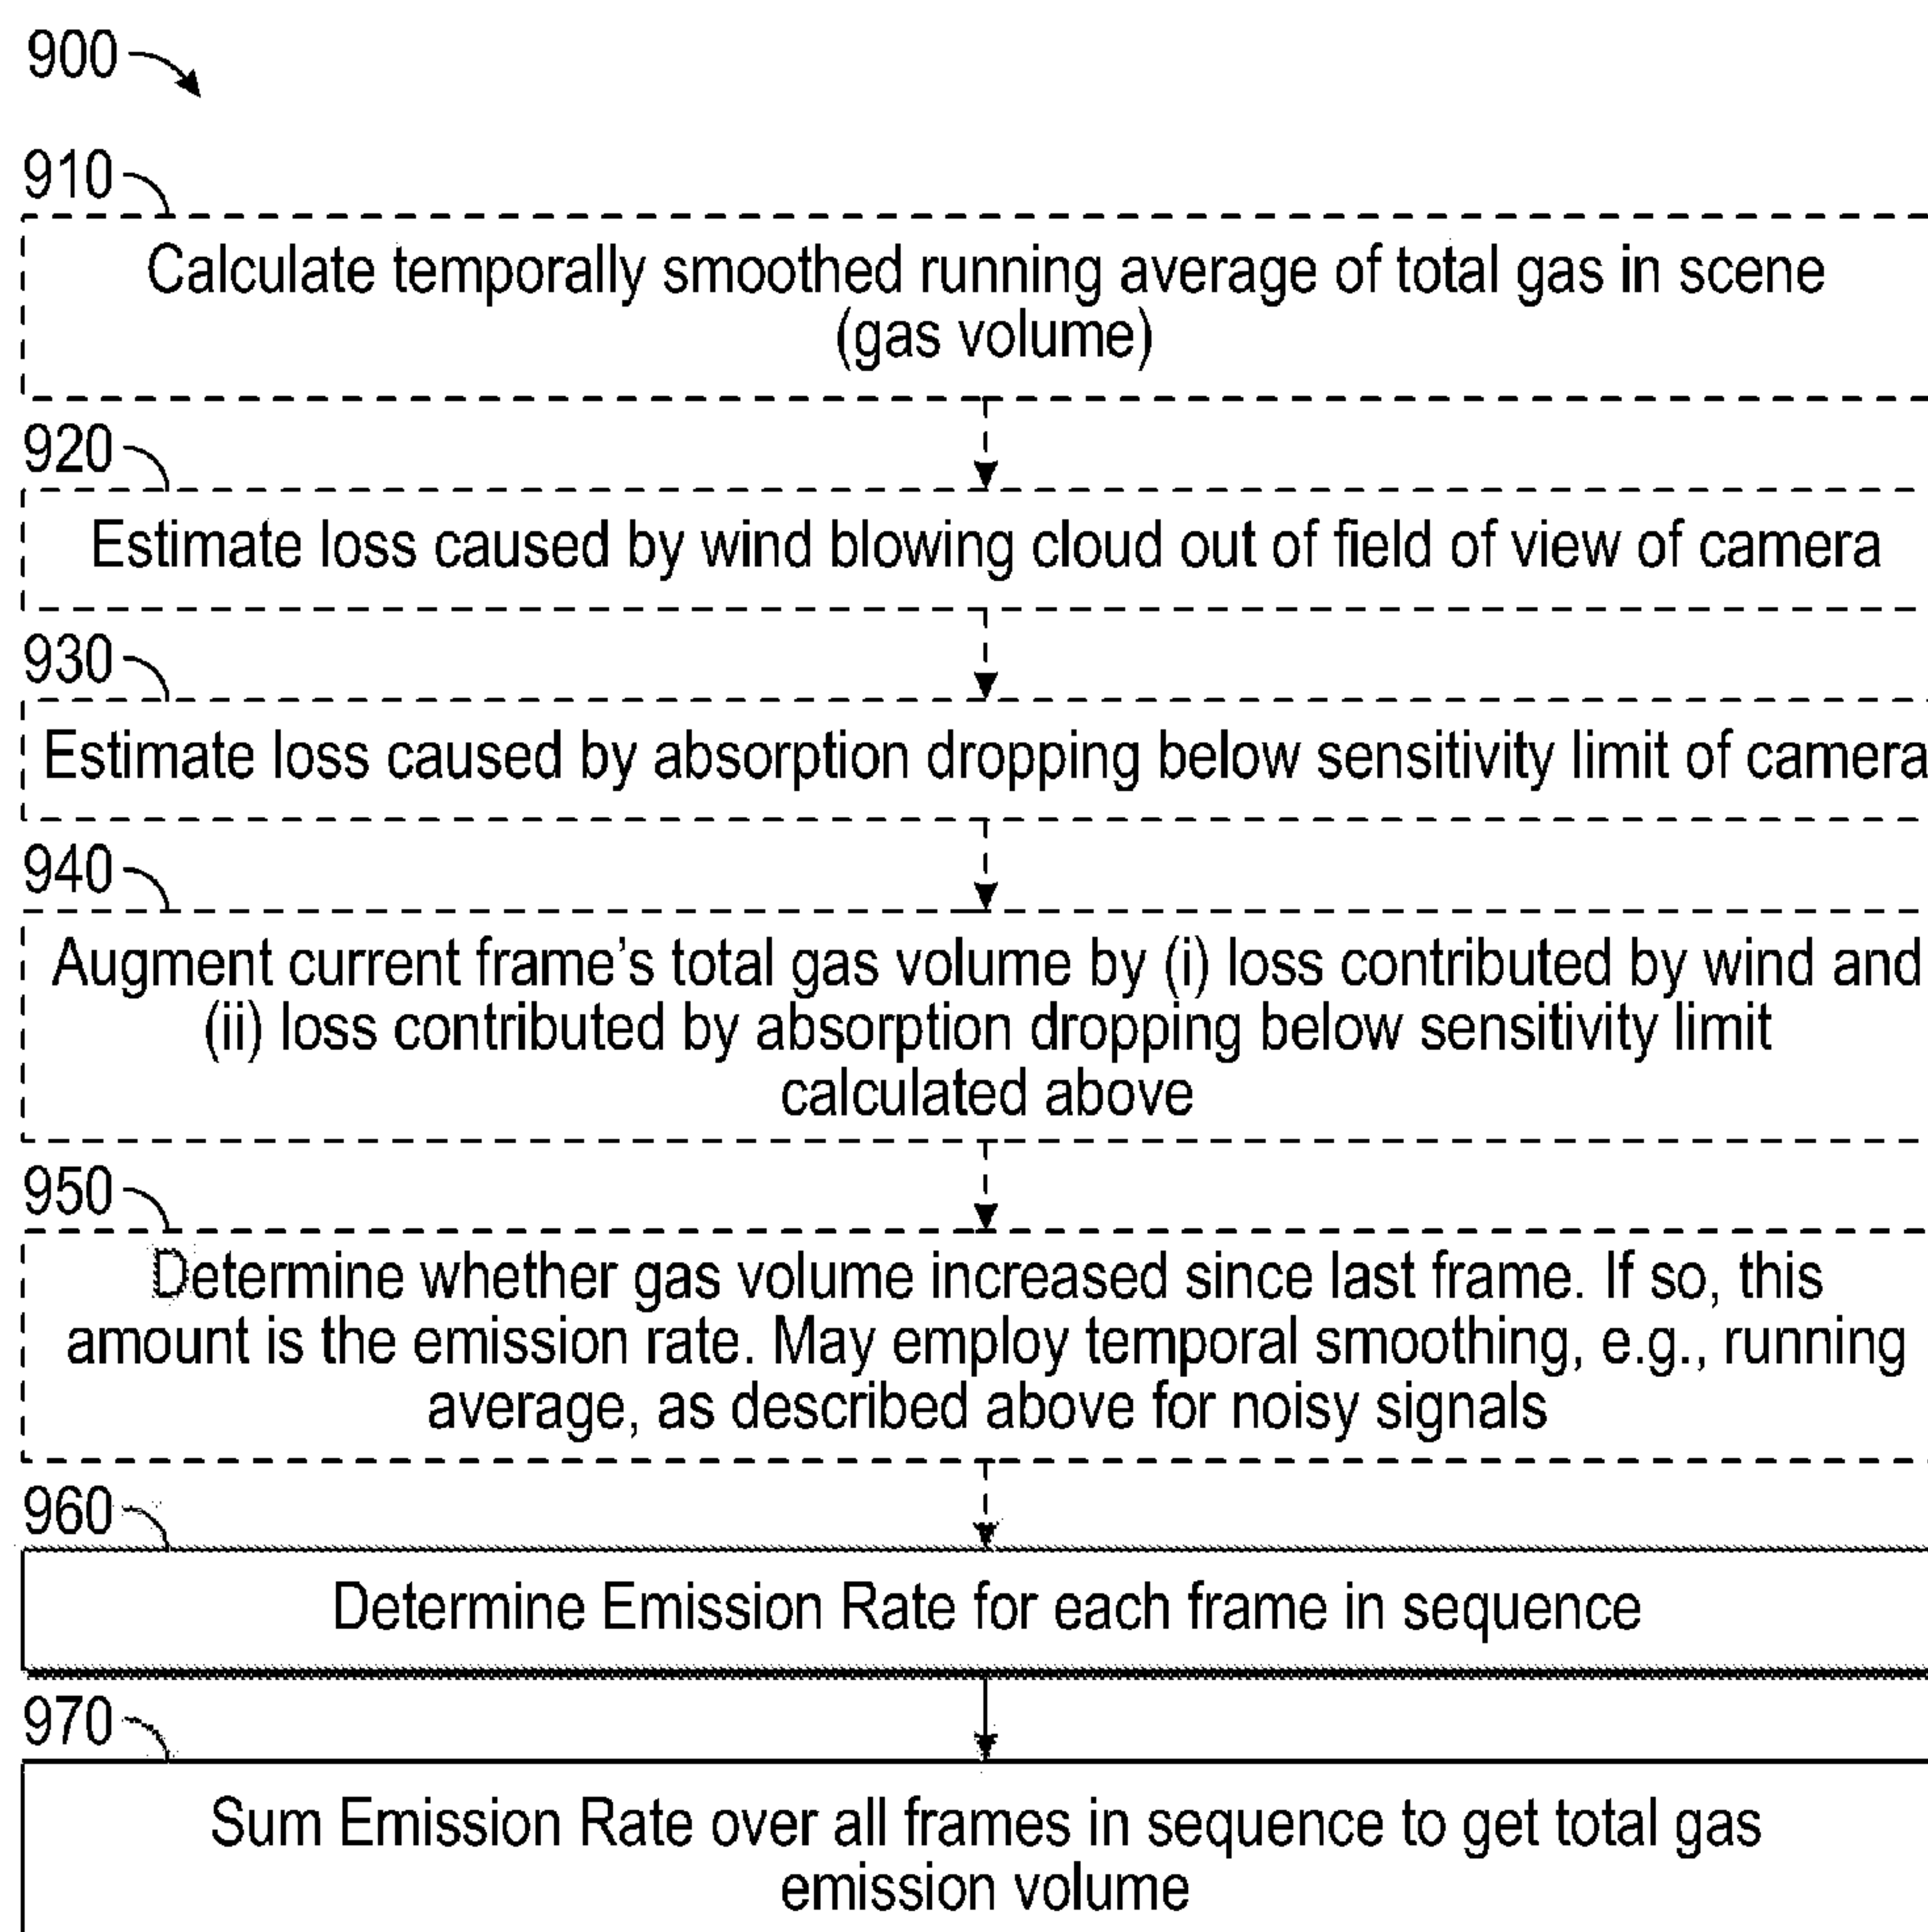 900
910
Calculate temporally smoothed running average of total gas in scene
(gas volume)
920
Estimate loss caused by wind blowing cloud out of field of view of camera
930
Estimate loss caused by absorption dropping below sensitivity limit of camera
940
Augment current frame's total gas volume by (i) loss contributed by wind and
(ii) loss contributed by absorption dropping below sensitivity limit
calculated above
950
Determine whether gas volume increased since last frame. If so, this
amount is the emission rate. May employ temporal smoothing, e.g., running
average, as described above for noisy signals
960
Determine Emission Rate for each frame in sequence
970
Sum Emission Rate over all frames in sequence to get total gas
emission volume